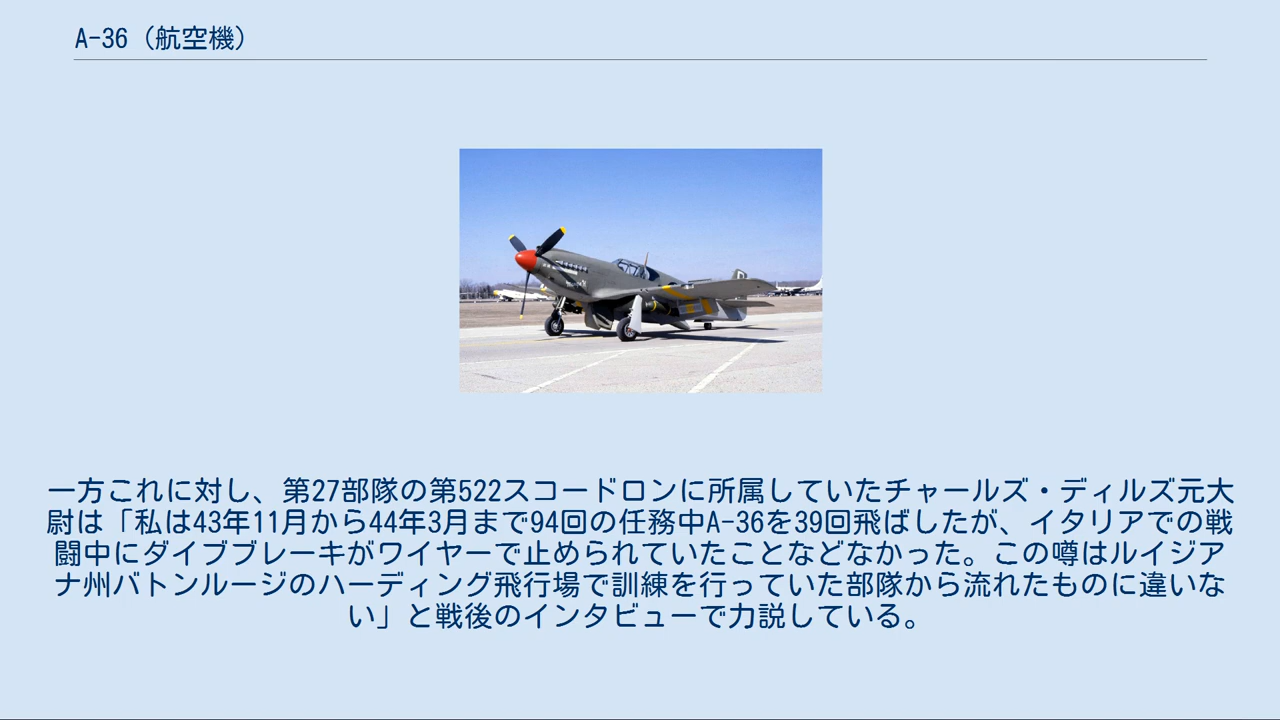 A-36（航空機）
一方これに対し、第27部隊の第522スコードロンに所属していたチャールズ・ディルズ元大
尉は「私は43年11月から44年3月まで94回の任務中A-36を39回飛ばしたが、イタリアでの戦
闘中にダイブブレーキがワイヤーで止められていたことなどなかった。この噂はルイジア
ナ州バトンルージのハーディング飛行場で訓練を行っていた部隊から流れたものに違いな
い」と戦後のインタビューで力説している。